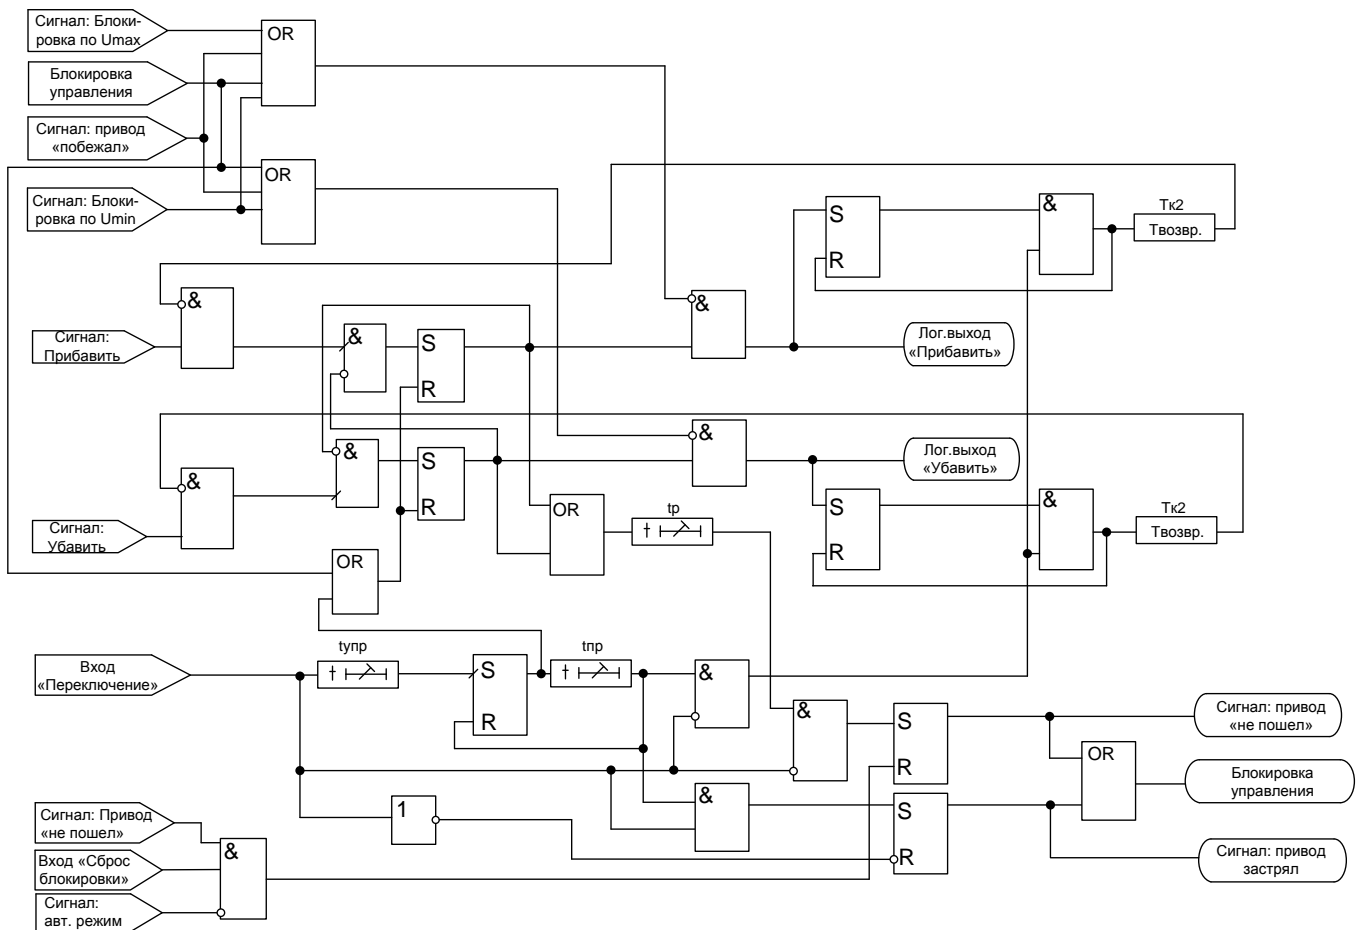 Сигнал: Блоки-
ровка по Umax
OR
Блокировка
управления
Сигнал: привод
«побежал»
OR
Сигнал: Блоки-
ровка по Umin
S
R
&
Тк2
Твозвр.
&
Сигнал:
Прибавить
&
S
R
&
Лог.выход
«Прибавить»
&
Сигнал:
Убавить
&
S
R
&
Лог.выход
«Убавить»
OR
tр
S
R
&
Тк2
Твозвр.
OR
Вход
«Переключение»
tупр
S
R
tпр
&
&
S
R
Сигнал: привод
«не пошел»
OR
Блокировка
управления
1
&
S
R
Сигнал: привод
застрял
Сигнал: Привод
«не пошел»
Вход «Сброс
блокировки»
Сигнал:
авт. режим
&